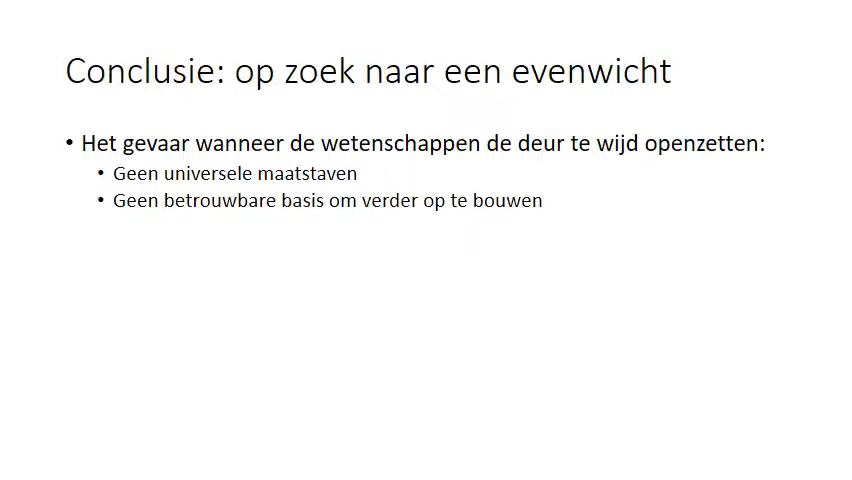 Conclusie: op zoek naar een evenwicht
• Het gevaar wanneer de wetenschappen de deur te wijd openzetten:
• Geen universele maatstaven
• Geen betrouwbare basis om verder op te bouwen